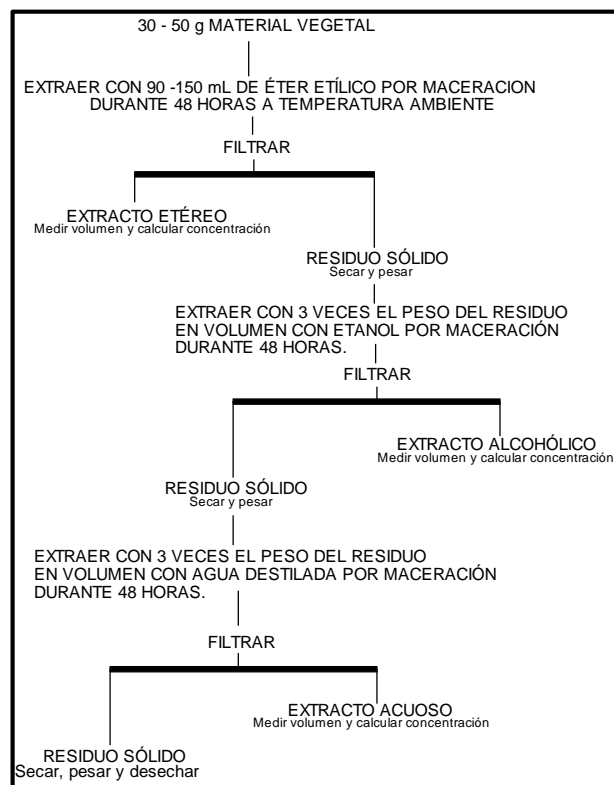 30 - 50 g MATERIAL VEGETAL
EXTRAER CON 90 -150 mL DE ÉTER ETÍLICO POR MACERACION
DURANTE 48 HORAS A TEMPERATURA AMBIENTE
FILTRAR
EXTRACTO ETÉREO
Medir volumen y calcular concentración
RESIDUO SÓLIDO
Secar y pesar
EXTRAER CON 3 VECES EL PESO DEL RESIDUO
EN VOLUMEN CON ETANOL POR MACERACIÓN
DURANTE 48 HORAS.
FILTRAR
EXTRACTO ALCOHÓLICO
Medir volumen y calcular concentración
RESIDUO SÓLIDO
Secar y pesar
EXTRAER CON 3 VECES EL PESO DEL RESIDUO
EN VOLUMEN CON AGUA DESTILADA POR MACERACIÓN
DURANTE 48 HORAS.
FILTRAR
EXTRACTO ACUOSO
Medir volumen y calcular concentración
RESIDUO SÓLIDO
Secar, pesar y desechar